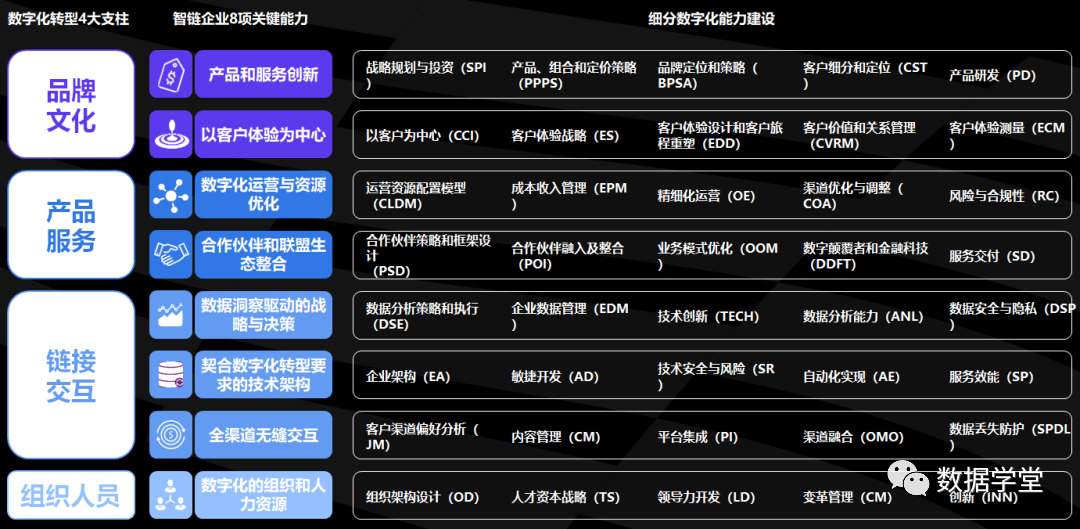 数字化转型4大支柱
智链企业8项关键能力
细分数字化能力建设
品牌
文化
产品和服务创新
战略规划与投资（SPI
）
产品、组合和定价策略
（PPPS）
品牌定位和策略（
BPSA）
客户细分和定位（CST
）
产品研发（PD）
以客户体验为中心
以客户为中心（CCI）
客户体验战略（ES）
客户体验设计和客户旅
程重塑（EDD）
客户价值和关系管理
（CVRM）
客户体验测量（ECM
）
产品
服务
数字化运营与资源
优化
运营资源配置模型
（CLDM）
成本收入管理（EPM
）
精细化运营（OE）
渠道优化与调整（
COA）
风险与合规性（RC）
合作伙伴和联盟生
态整合
合作伙伴策略和框架设
计
（PSD）
合作伙伴融入及整合
（POI）
业务模式优化（OOM
）
数字颠覆者和金融科技
（DDFT）
服务交付（SD）
链接
交互
数据洞察驱动的战
略与决策
数据分析策略和执行
（DSE）
企业数据管理（EDM
）
技术创新（TECH）
数据分析能力（ANL）
数据安全与隐私（DSP
）
契合数字化转型要
求的技术架构
企业架构（EA）
敏捷开发（AD）
技术安全与风险（SR
）
自动化实现（AE）
服务效能（SP）
全渠道无缝交互
客户渠道偏好分析（
JM）
内容管理（CM）
平台集成（PI）
渠道融合（OMO）
数据丢失防护（SPDL
）
组织人员
数字化的组织和人
力资源
组织架构设计（OD）
人才资本战略（TS）
领导力开发（LD）
变革管理（CM）
创新（INN）
数据学堂